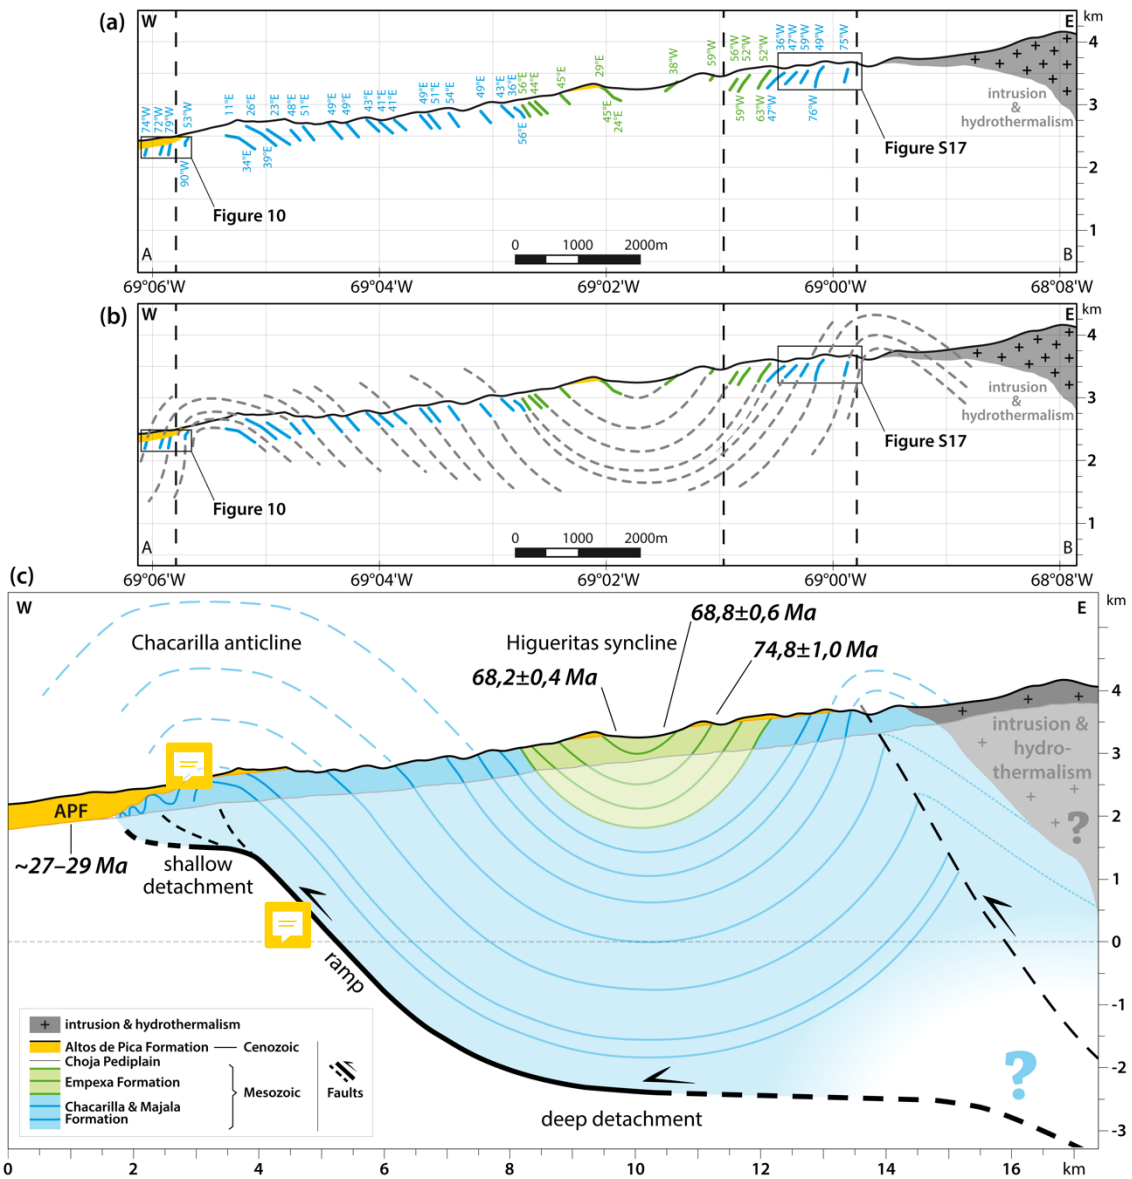 (a)
W
E
km
74°W
72°W
79°W
53°W
90°W
11°E
26°E
23°E
48°E
51°E
34°E
39°E
49°E
49°E
43°E
41°E
41°E
49°E
51°E
54°E
49°E
43°E
36°E
56°E
56°E
44°E
45°E
29°E
45°E
24°E
38°W
59°W
56°W
52°W
52°W
59°W
63°W
47°W
36°W
47°W
59°W
49°W
75°W
76°W
intrusion
&
hydrothermalism
Figure 10
Figure S17
4
3
2
1
0 1000 2000m
A
B
69°06'W 69°04'W 69°02'W 69°00'W 68°08'W
(b)
W
E
4
3
2
1
intrusion
&
hydrothermalism
Figure S17
Figure 10
0 1000 2000m
A
B
69°06'W 69°04'W 69°02'W 69°00'W 68°08'W
(c)
W
E
km
Chacarilla anticline
Higueritas syncline
68,8±0,6 Ma
68,2±0,4 Ma
74,8±1,0 Ma
intrusion &
hydro-
thermalism
?
APF
~27–29 Ma
shallow
detachment
ramp
deep detachment
?
4
3
2
1
0
-1
-2
-3
intrusion & hydrothermalism
Altos de Pica Formation
Cenozoic
Choja Pediplain
Empexa Formation
Mesozoic
Chacarilla & Majala
Formation
Faults
0 2 4 6 8 10 12 14 16 km